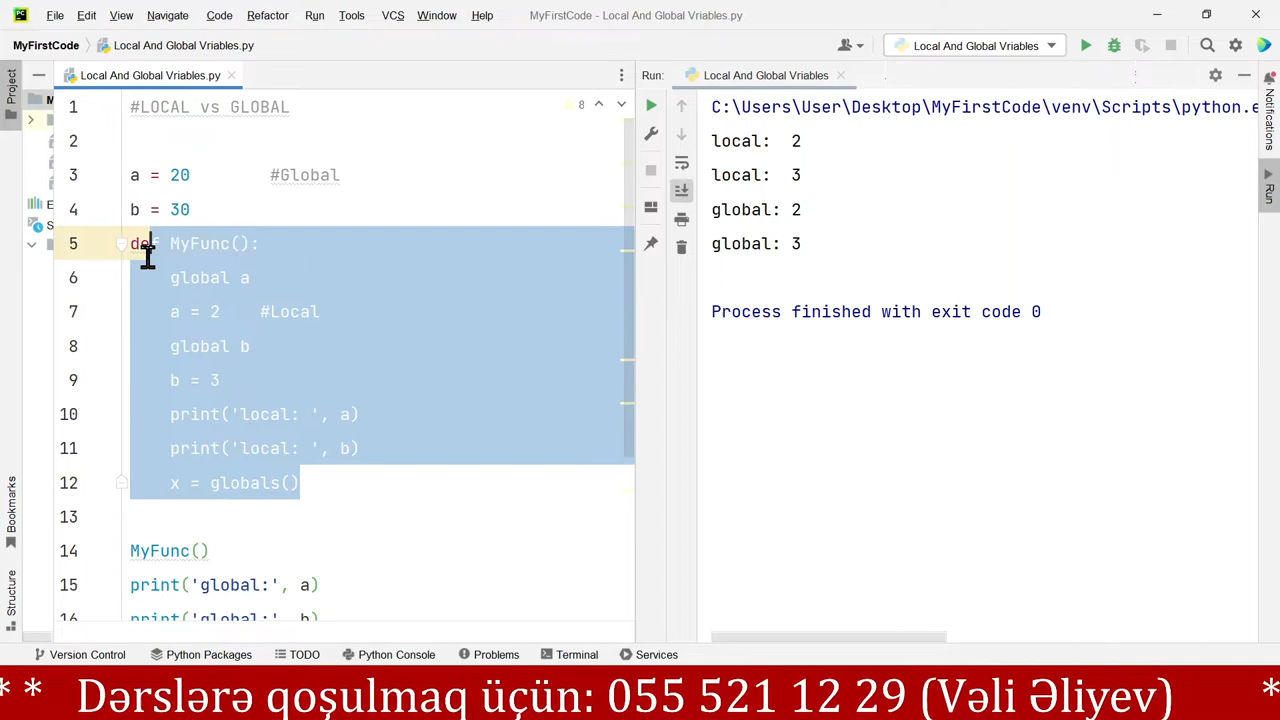 File Edit View Navigate Code Refactor Run Tools VCS Window Help MyFirstCode - Local And Global Vriables.py
MyFirstCode Local And Global Vriables.py Local And Global Vriables
Project
Local And Global Vriables.py
Run: Local And Global Vriables
Notifications
Run
8
1 #LOCAL vs GLOBAL
2
3 a = 20 #Global
4 b = 30
5 def MyFunc():
6 global a
7 a = 2 #Local
8 global b
9 b = 3
10 print('local: ', a)
11 print('local: ', b)
12 x = globals()
13
14 MyFunc()
15 print('global:', a)
16 print('global:', b)
C:\Users\User\Desktop\MyFirstCode\venv\Scripts\python.e
local:  2
local:  3
global: 2
global: 3
Process finished with exit code 0
Bookmarks
Structure
Version Control Python Packages TODO Python Console Problems Terminal Services
* * Dərslərə qoşulmaq üçün: 055 521 12 29 (Vəli Əliyev) *